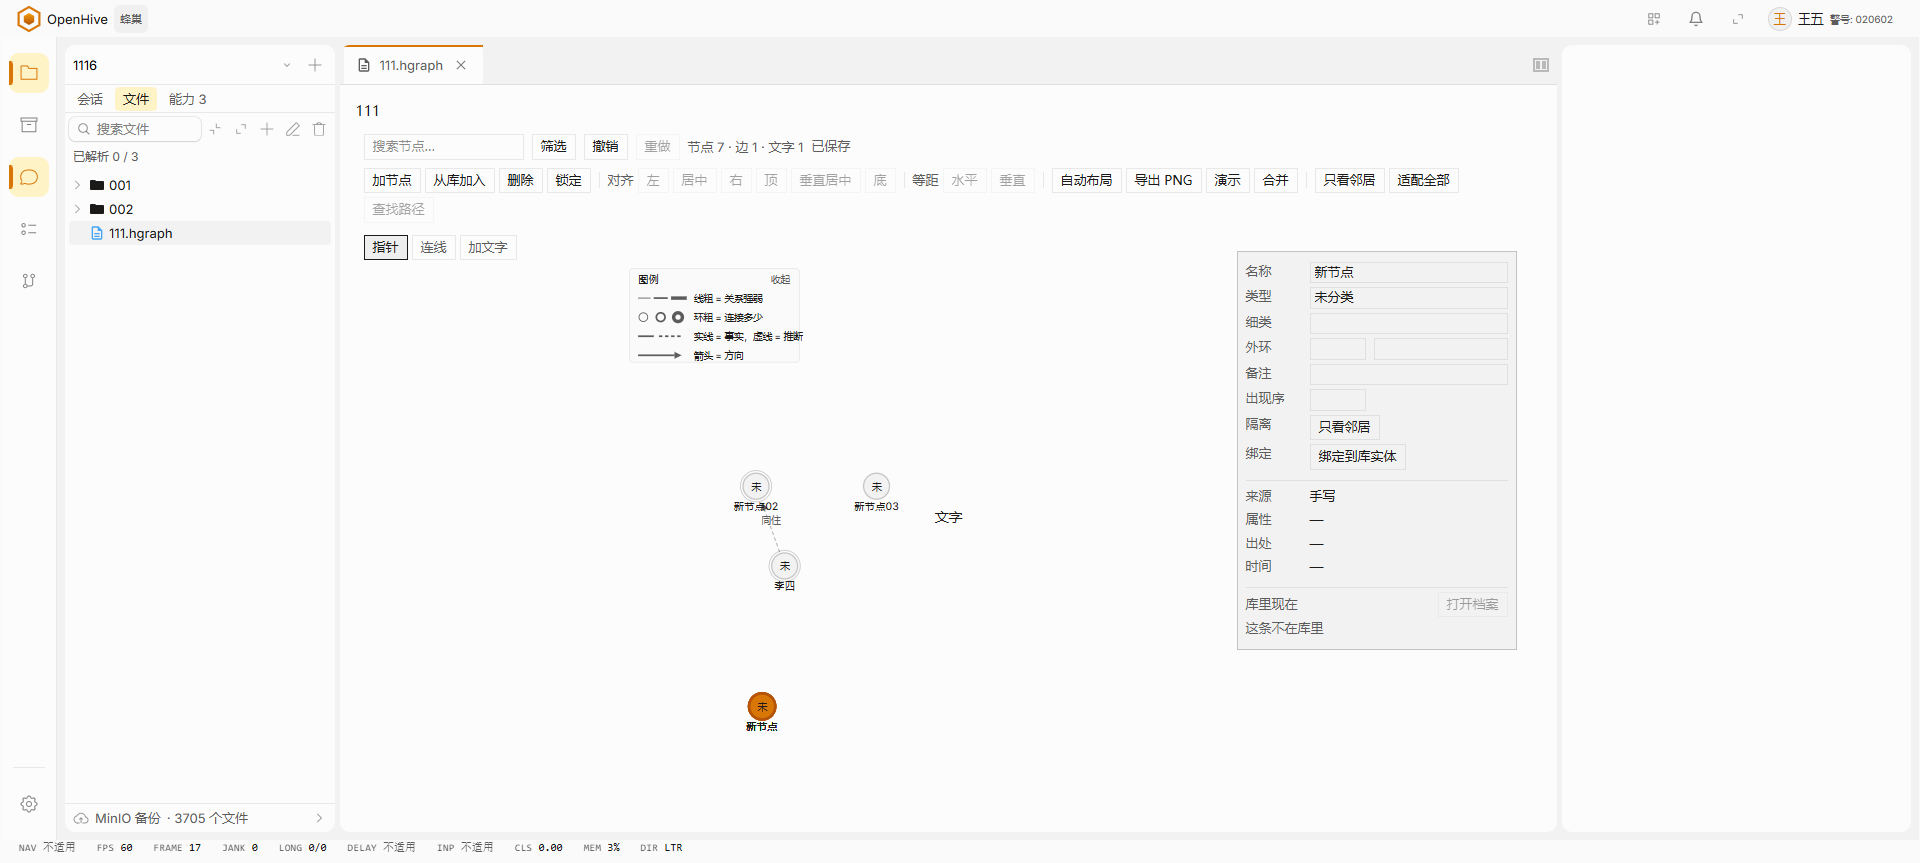 OpenHive 蜂巢
王 王五 警号: 020602
1116
111.hgraph
会话 文件 能力 3
搜索文件
已解析 0 / 3
001
002
111.hgraph
MinIO 备份 · 3705 个文件
111
搜索节点... 筛选 撤销 重做 节点 7 · 边 1 · 文字 1 已保存
加节点 从库加入 删除 锁定 对齐 左 居中 右 顶 垂直居中 底 等距 水平 垂直 自动布局 导出 PNG 演示 合并 只看邻居 适配全部
查找路径
指针 连线 加文字
图例 收起
线粗 = 关系强弱
环粗 = 连接多少
实线 = 事实，虚线 = 推断
箭头 = 方向
未 新节点02
未 新节点03
文字
同住
未 李四
未 新节点
名称 新节点
类型 未分类
细类
外环
备注
出现序
隔离 只看邻居
绑定 绑定到库实体
来源 手写
属性 —
出处 —
时间 —
库里现在 打开档案
这条不在库里
NAV 不适用 FPS 60 FRAME 17 JANK 0 LONG 0/0 DELAY 不适用 INP 不适用 CLS 0.00 MEM 3% DIR LTR